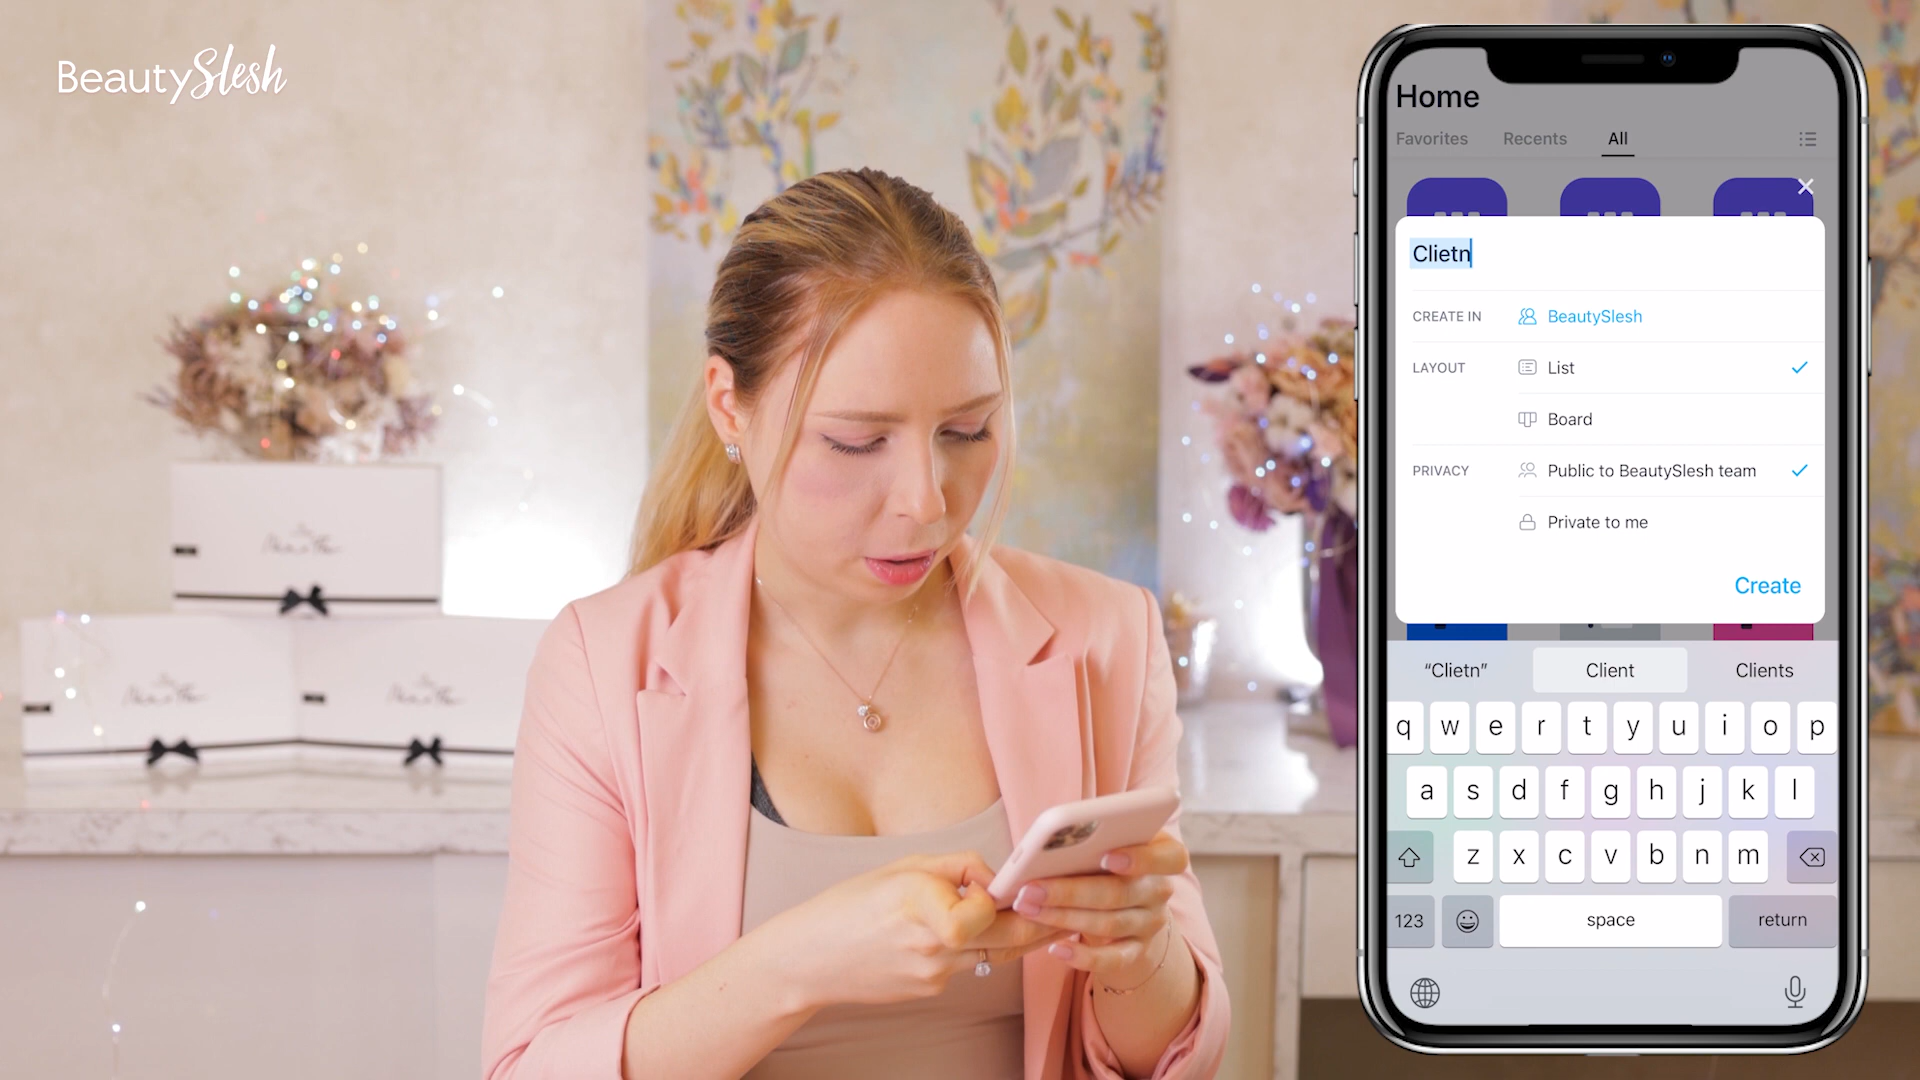 BeautySlesh
Home
Favorites Recents All
Clietn
CREATE IN BeautySlesh
LAYOUT List
Board
PRIVACY Public to BeautySlesh team
Private to me
Create
“Clietn” Client Clients
q w e r t y u i o p
a s d f g h j k l
z x c v b n m
123 space return